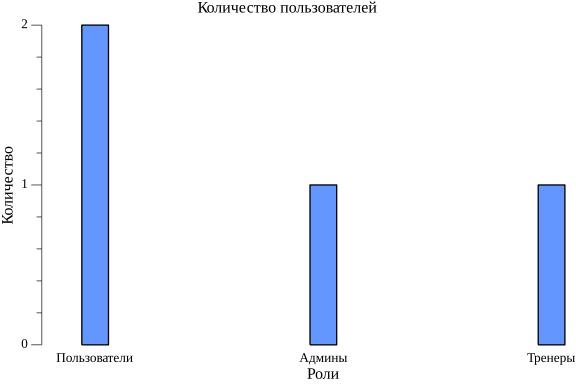 Количество пользователей
2
1
0
Количество
Пользователи
Админы
Тренеры
Роли